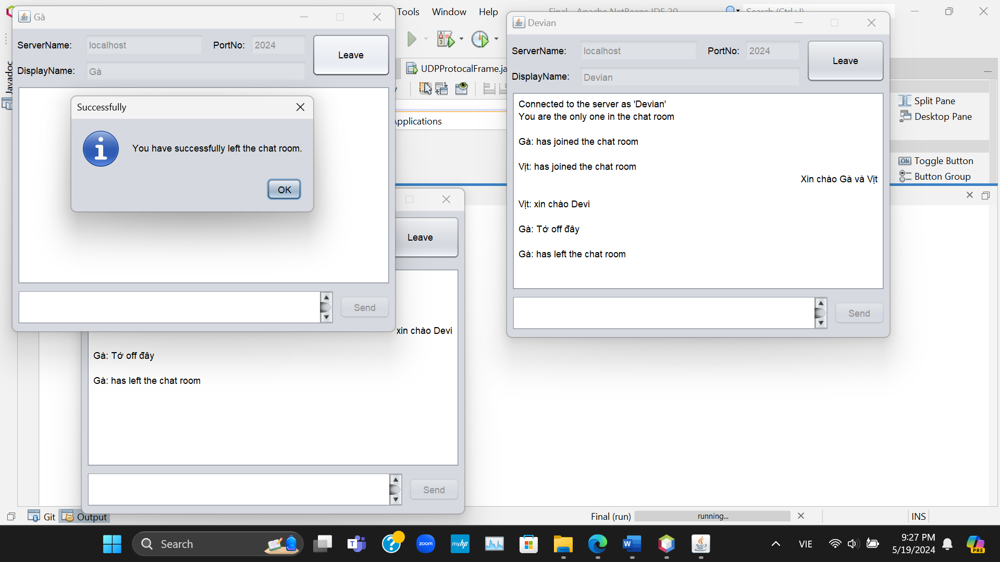 Gà
ServerName:
localhost
PortNo:
2024
Leave
DisplayName:
Gà
Successfully
You have successfully left the chat room.
OK
Send
Tools
Window
Help
Final - Apache NetBeans IDE 20
Search (Ctrl+I)
Javadoc
UDPProtocalFrame.ja
Applications
Devian
ServerName:
localhost
PortNo:
2024
Leave
DisplayName:
Devian
Connected to the server as 'Devian'
You are the only one in the chat room
Gà: has joined the chat room
Vịt: has joined the chat room
Xin chào Gà và Vịt
Vịt: xin chào Devi
Gà: Tớ off đây
Gà: has left the chat room
Send
Split Pane
Desktop Pane
ON
Toggle Button
Button Group
Leave
xin chào Devi
Gà: Tớ off đây
Gà: has left the chat room
Send
Git
Output
Final (run)
running...
INS
Search
zoom
myhp
VIE
9:27 PM
5/19/2024
PRE